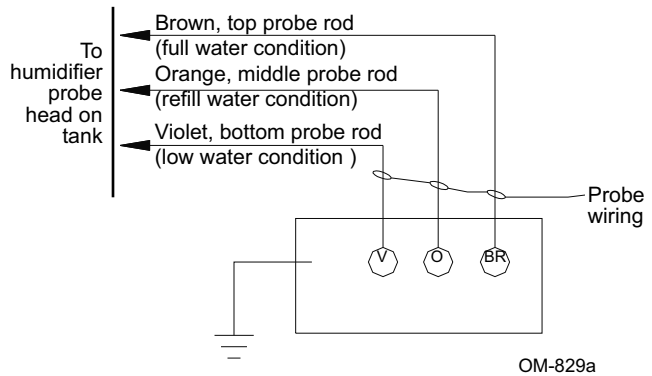 To
humidifier
probe
head on
tank
Brown, top probe rod
(full water condition)
Orange, middle probe rod
(refill water condition)
Violet, bottom probe rod
(low water condition )
Probe
wiring
V
O
BR
OM-829a